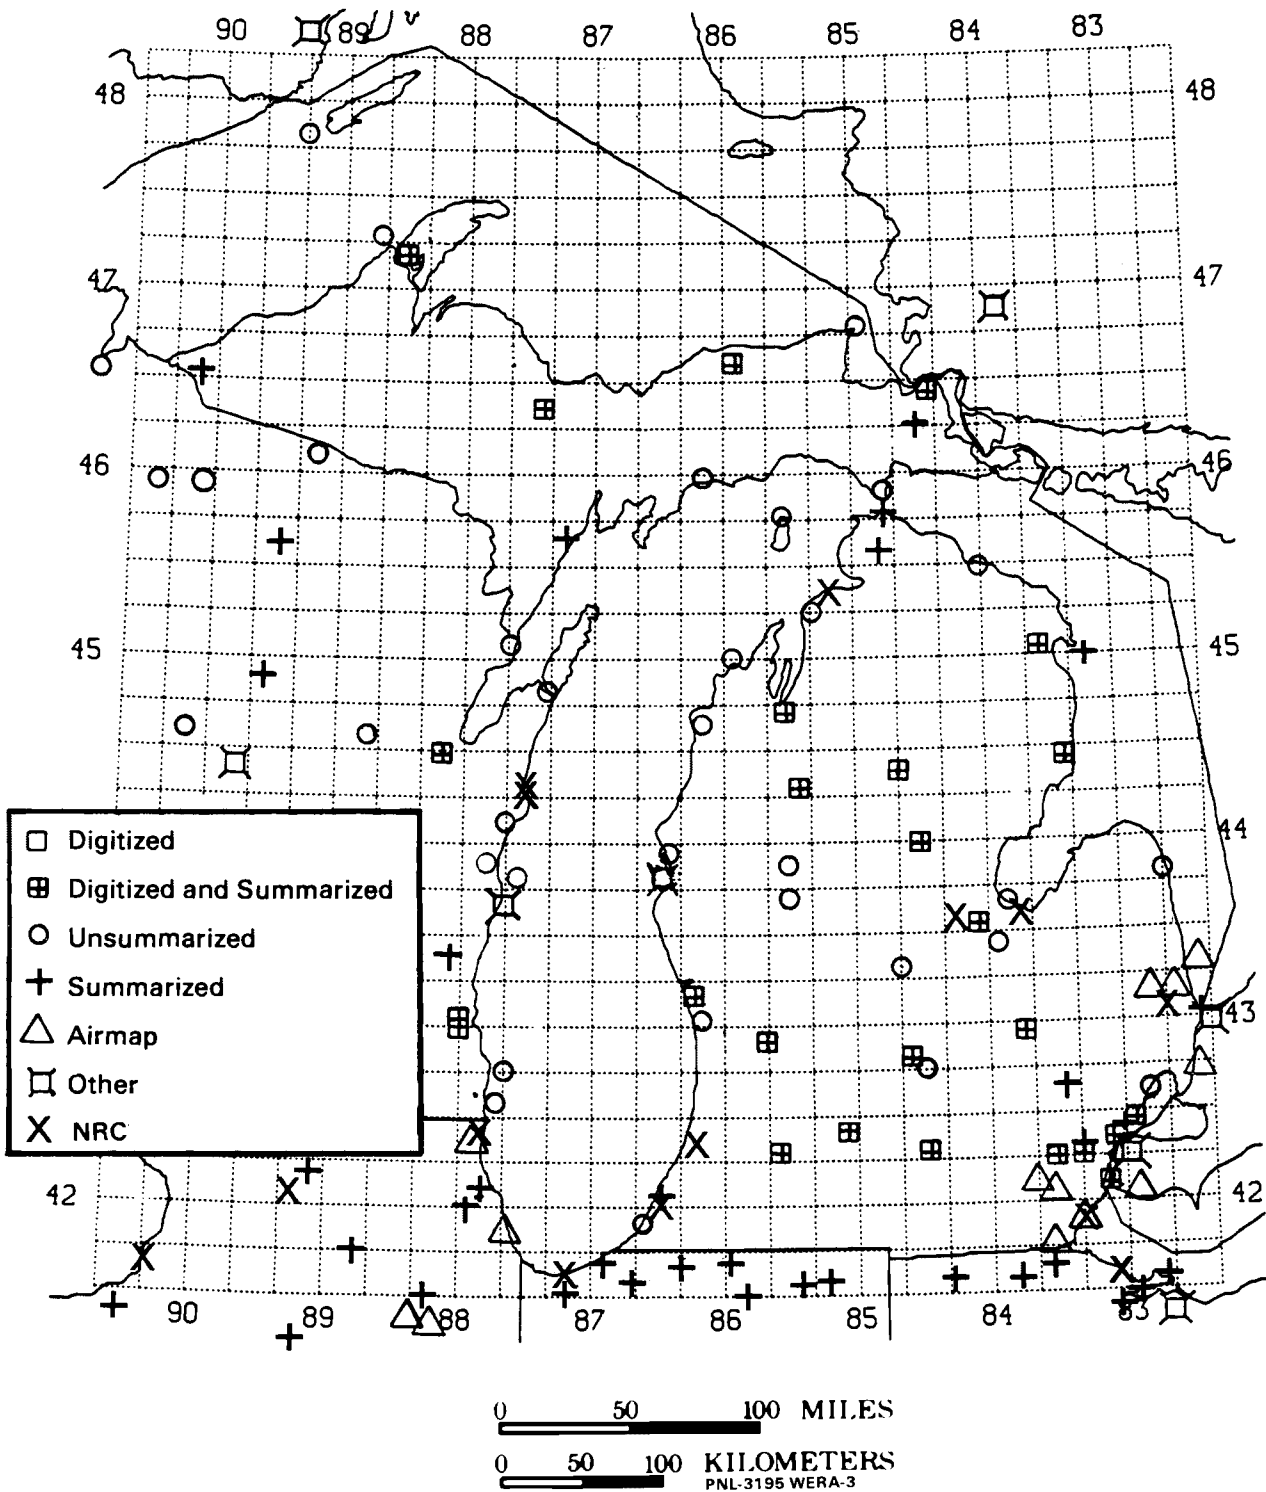 90 89 88 87 86 85 84 83
48 48
47 47
46 46
45 45
44
Digitized
Digitized and Summarized
Unsummarized
Summarized
Airmap
Other
NRC
43
42 42
90 89 88 87 86 85 84 83
0 50 100 MILES
0 50 100 KILOMETERS
PNL-3195 WERA-3